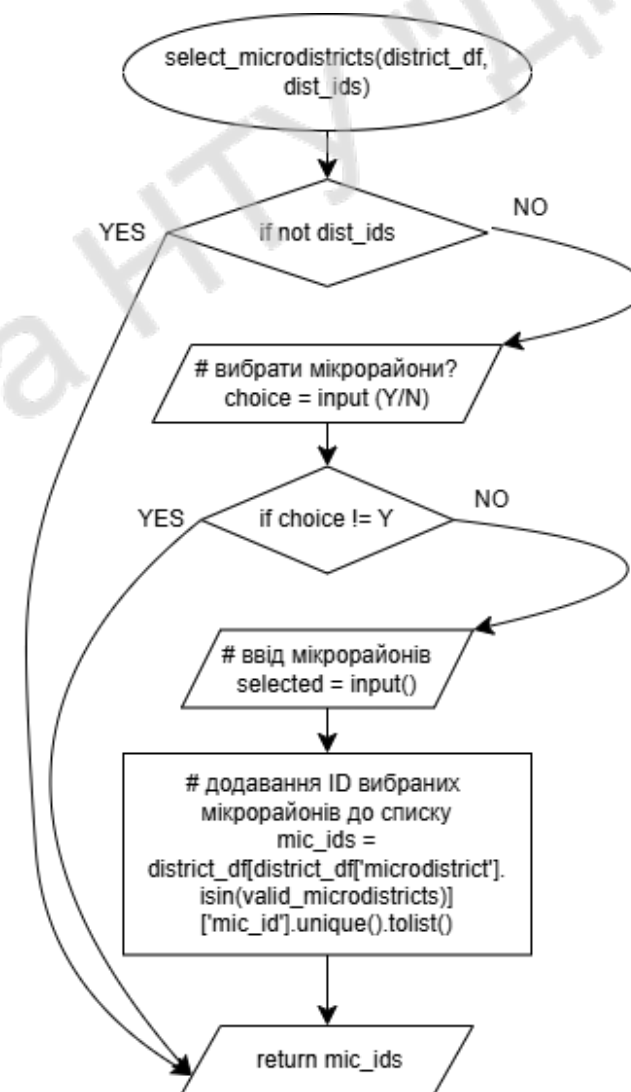 select_microdistricts(district_df,
dist_ids)
YES
if not dist_ids
NO
# вибрати мікрорайони?
choice = input (Y/N)
YES
if choice != Y
NO
# ввід мікрорайонів
selected = input()
# додавання ID вибраних
мікрорайонів до списку
mic_ids =
district_df[district_df['microdistrict'].
isin(valid_microdistricts)]
['mic_id'].unique().tolist()
return mic_ids
а НТУ "Д